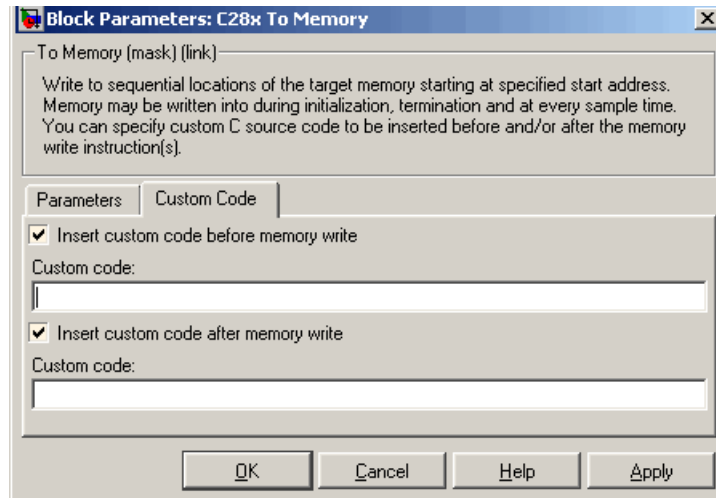 Block Parameters: C28x To Memory
To Memory (mask) (link)
Write to sequential locations of the target memory starting at specified start address.
Memory may be written into during initialization, termination and at every sample time.
You can specify custom C source code to be inserted before and/or after the memory
write instruction(s).
Parameters Custom Code
Insert custom code before memory write
Custom code:
Insert custom code after memory write
Custom code:
OK Cancel Help Apply